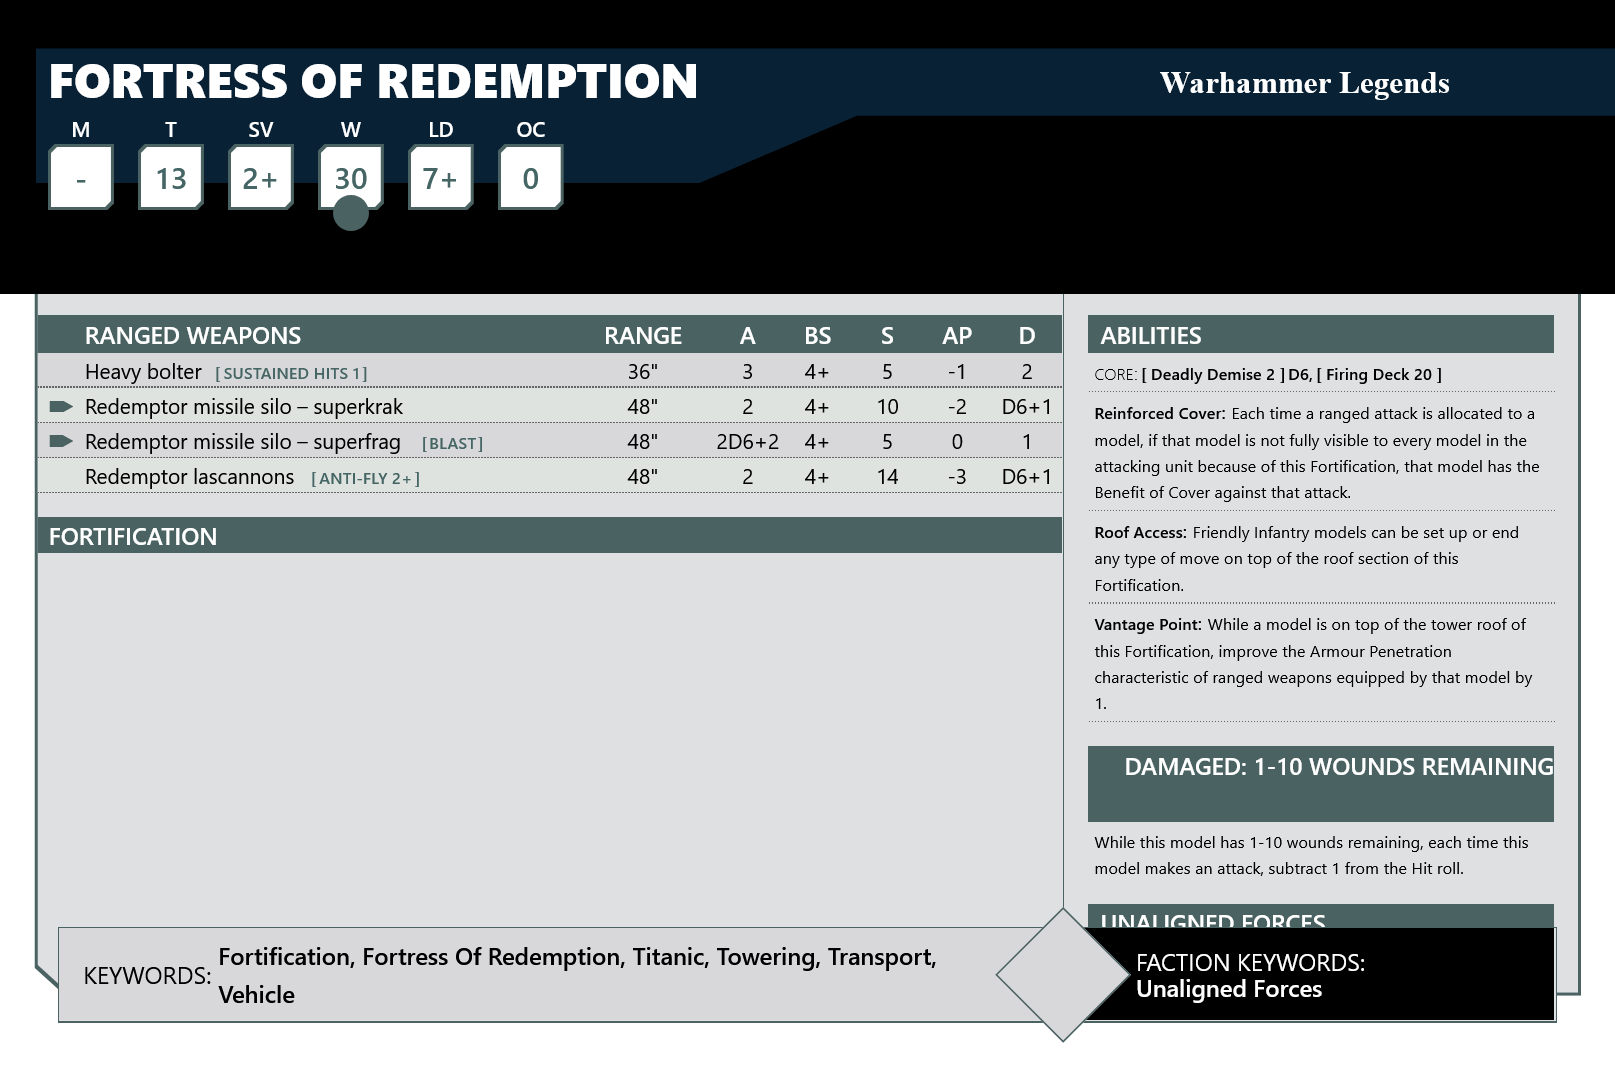 FORTRESS OF REDEMPTION
Warhammer Legends
M T SV W LD OC
- 13 2+ 30 7+ 0
RANGED WEAPONS RANGE A BS S AP D
Heavy bolter [ SUSTAINED HITS 1 ] 36" 3 4+ 5 -1 2
Redemptor missile silo – superkrak 48" 2 4+ 10 -2 D6+1
Redemptor missile silo – superfrag [BLAST] 48" 2D6+2 4+ 5 0 1
Redemptor lascannons [ ANTI-FLY 2+ ] 48" 2 4+ 14 -3 D6+1
FORTIFICATION
ABILITIES
CORE: [ Deadly Demise 2 ] D6, [ Firing Deck 20 ]
Reinforced Cover: Each time a ranged attack is allocated to a
model, if that model is not fully visible to every model in the
attacking unit because of this Fortification, that model has the
Benefit of Cover against that attack.
Roof Access: Friendly Infantry models can be set up or end
any type of move on top of the roof section of this
Fortification.
Vantage Point: While a model is on top of the tower roof of
this Fortification, improve the Armour Penetration
characteristic of ranged weapons equipped by that model by
1.
DAMAGED: 1-10 WOUNDS REMAINING
While this model has 1-10 wounds remaining, each time this
model makes an attack, subtract 1 from the Hit roll.
UNALIGNED FORCES
KEYWORDS: Fortification, Fortress Of Redemption, Titanic, Towering, Transport,
Vehicle
FACTION KEYWORDS:
Unaligned Forces